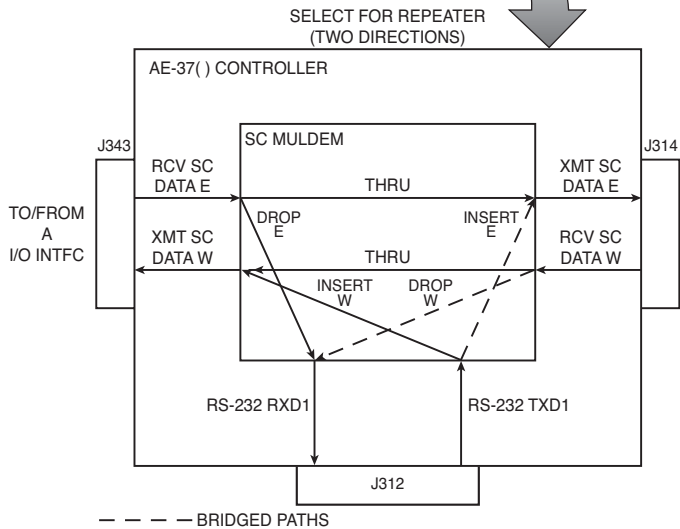 SELECT FOR REPEATER
(TWO DIRECTIONS)
AE-37( ) CONTROLLER
J343
SC MULDEM
J314
RCV SC
DATA E
THRU
XMT SC
DATA E
TO/FROM
A
I/O INTFC
DROP
E
INSERT
E
XMT SC
DATA W
THRU
RCV SC
DATA W
INSERT
W
DROP
W
RS-232 RXD1
RS-232 TXD1
J312
BRIDGED PATHS